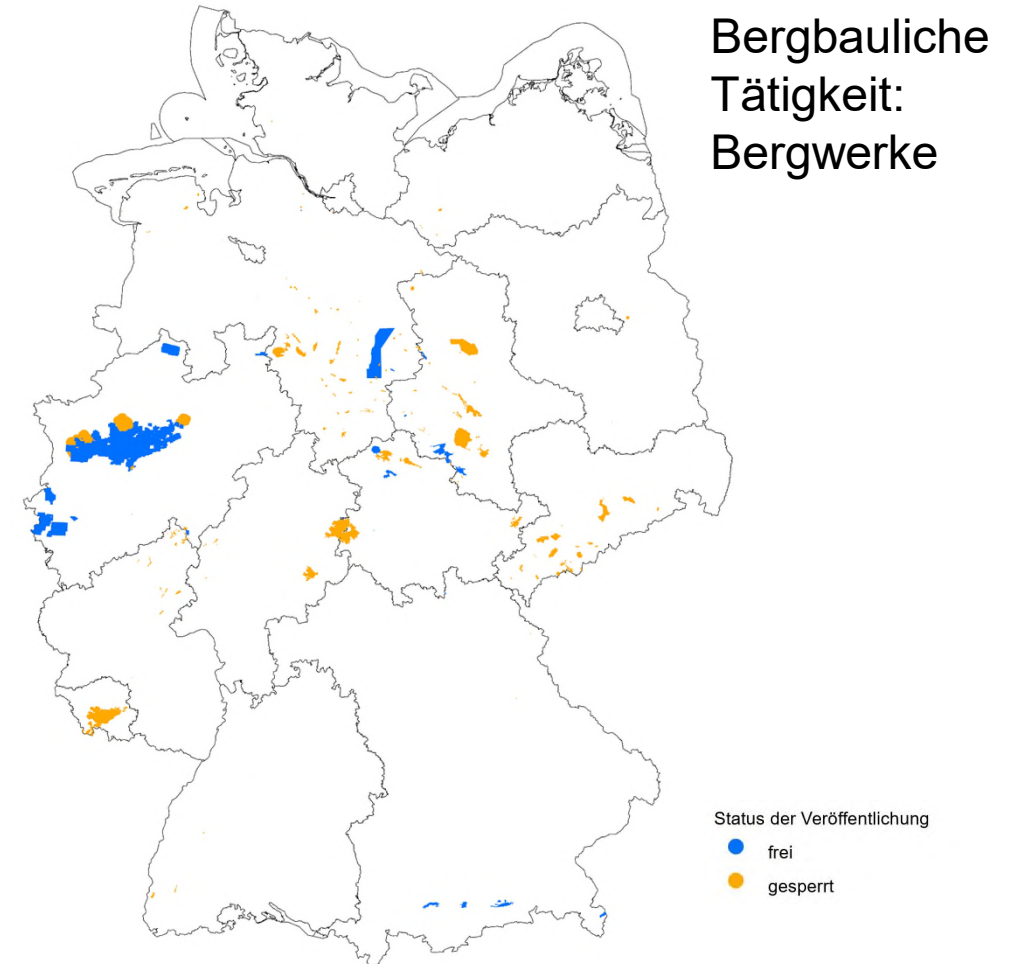 Bergbauliche
Tätigkeit:
Bergwerke
Status der Veröffentlichung
frei
gesperrt